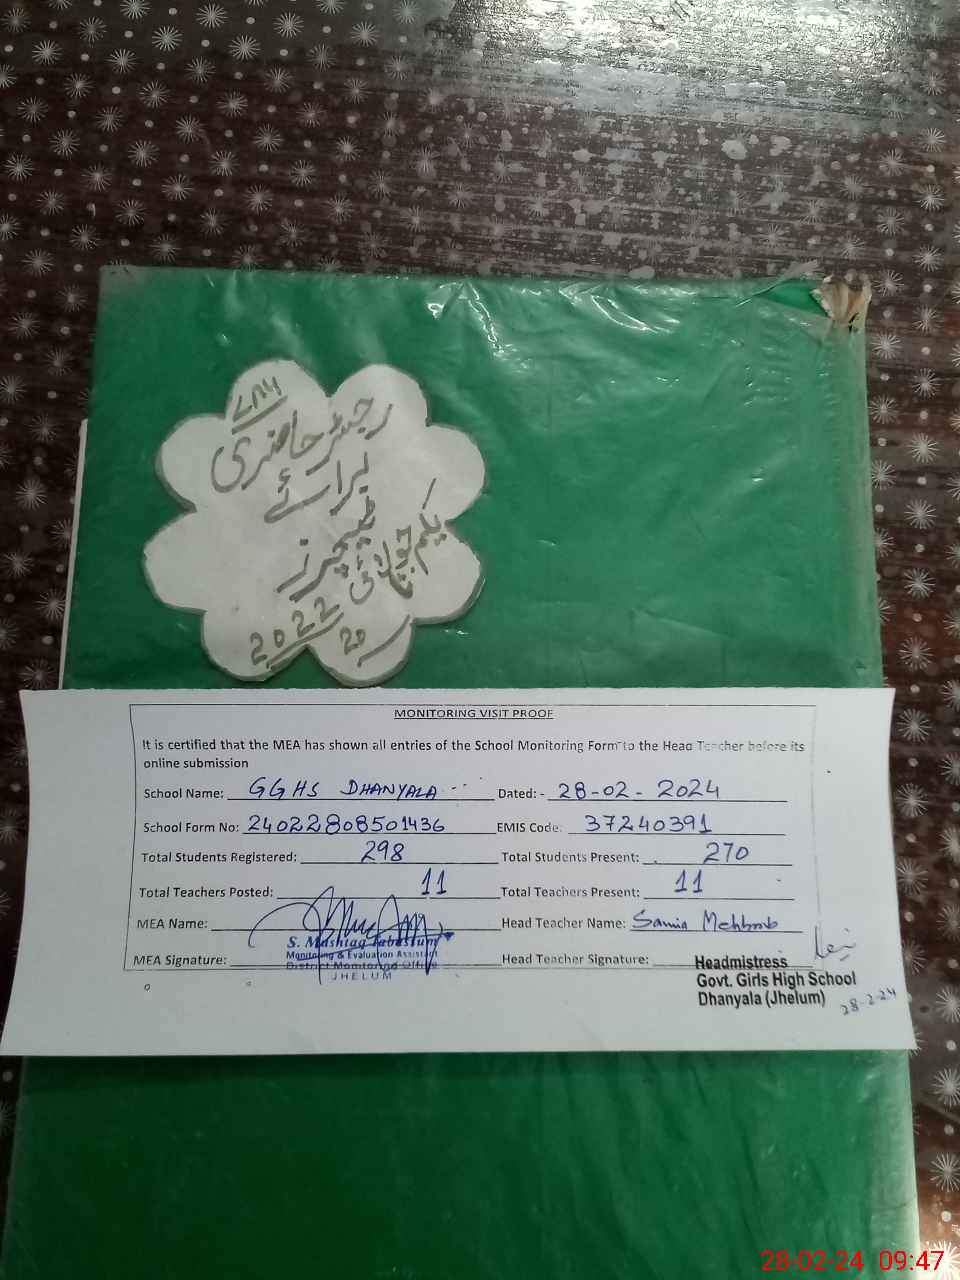 ۷۸۶
رجسٹر حاضری
برائے
ٹیچرز
یکم جولائی
2022
20
MONITORING VISIT PROOF
It is certified that the MEA has shown all entries of the School Monitoring Form to the Head Teacher before its
online submission
School Name: GGHS DHANYALA Dated: - 28-02-2024
School Form No: 24022808501436 EMIS Code: 37240391
Total Students Registered: 298 Total Students Present: 270
Total Teachers Posted: 11 Total Teachers Present: 11
MEA Name: Head Teacher Name: Samia Mehboob
S. Mushtaq Tabassum
Monitoring & Evaluation Assistant
District Monitoring Office
JHELUM
MEA Signature: Head Teacher Signature:
Headmistress
Govt. Girls High School
Dhanyala (Jhelum)
28-2-24
28-02-24 09:47